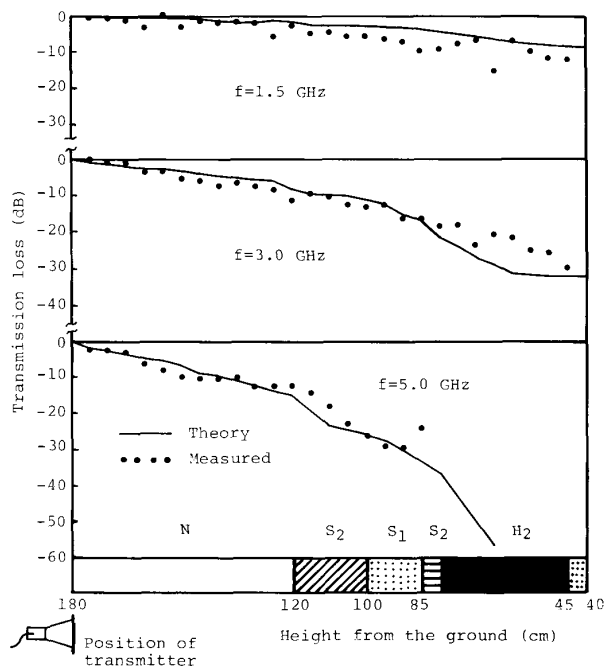 0
-10
-20
-30
f=1.5 GHz
0
-10
-20
-30
-40
f=3.0 GHz
Transmission loss (dB)
0
-10
-20
-30
-40
-50
-60
f=5.0 GHz
Theory
Measured
N
S2
S1
S2
H2
180
120
100
85
45
40
Position of
transmitter
Height from the ground (cm)